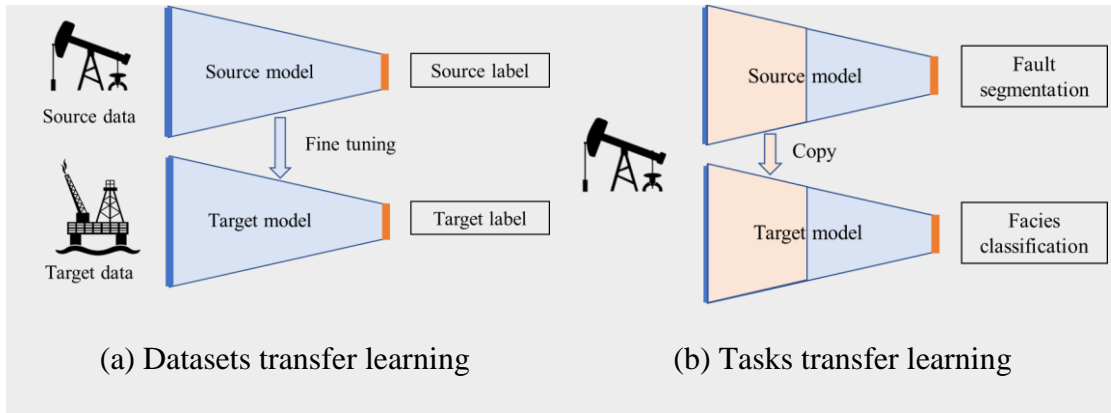 Source data
Source model
Source label
Fine tuning
Target data
Target model
Target label
(a) Datasets transfer learning
Source model
Fault
segmentation
Copy
Target model
Facies
classification
(b) Tasks transfer learning